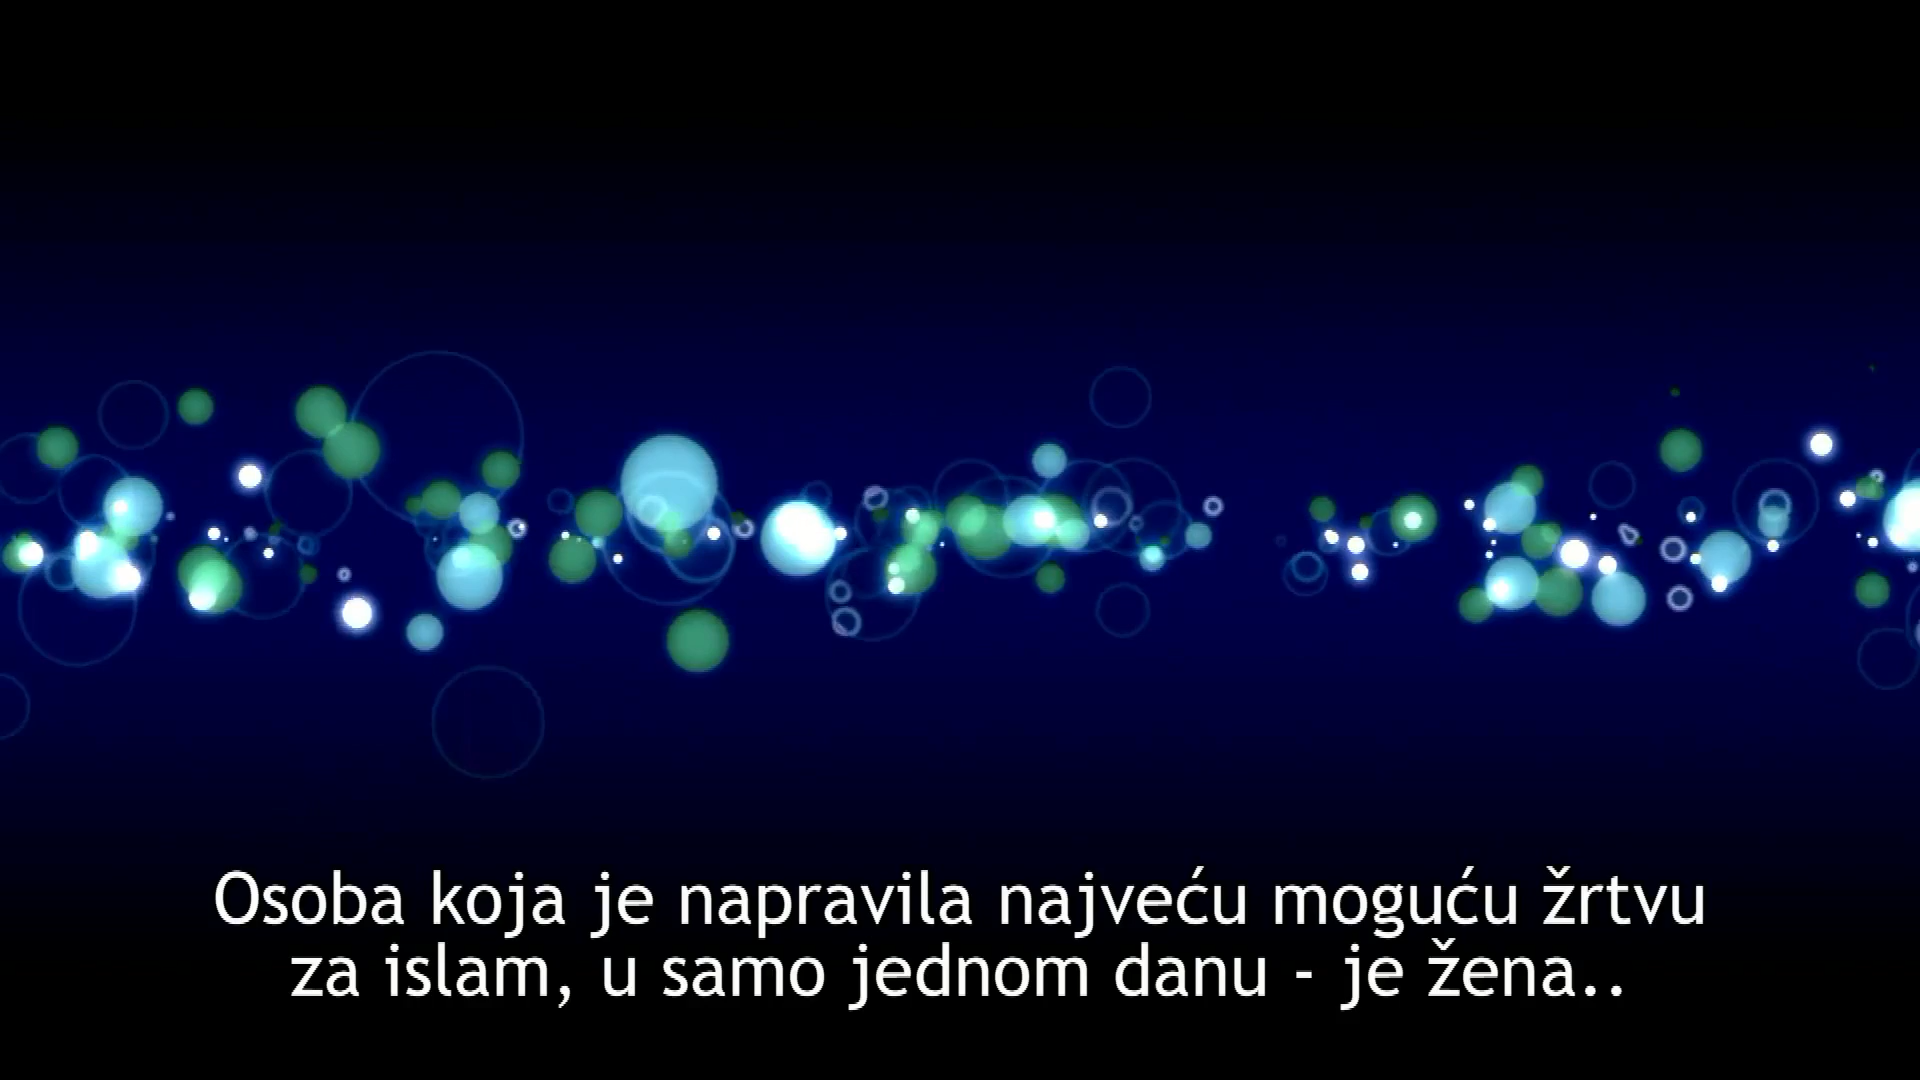 Osoba koja je napravila najveću moguću žrtvu
za islam, u samo jednom danu - je žena..